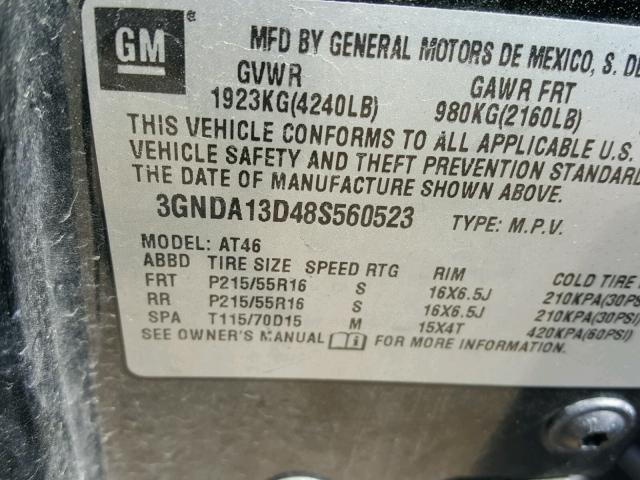 GM
MFD BY GENERAL MOTORS DE MEXICO, S. DE
GVWR GAWR FRT
1923KG(4240LB) 980KG(2160LB)
THIS VEHICLE CONFORMS TO ALL APPLICABLE U.S.
VEHICLE SAFETY AND THEFT PREVENTION STANDARD
THE DATE OF MANUFACTURE SHOWN ABOVE.
3GNDA13D48S560523 TYPE: M.P.V.
MODEL: AT46
ABBD TIRE SIZE SPEED RTG RIM COLD TIRE
FRT P215/55R16 S 16X6.5J 210KPA(30PSI
RR P215/55R16 S 16X6.5J 210KPA(30PSI)
SPA T115/70D15 M 15X4T 420KPA(60PSI)
SEE OWNER'S MANUAL FOR MORE INFORMATION.